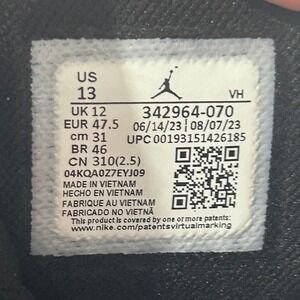 US
13
VH
UK 12
342964-070
EUR 47.5
06/14/23 08/07/23
cm 31
UPC 00193151426185
BR 46
CN 310(2.5)
04KQA0Z7EYJ09
MADE IN VIETNAM
HECHO EN VIETNAM
FABRIQUE AU VIETNAM
FABRICADO NO VIETNÃ
This product is covered by one or more patents:
www.nike.com/patentsvirtualmarking